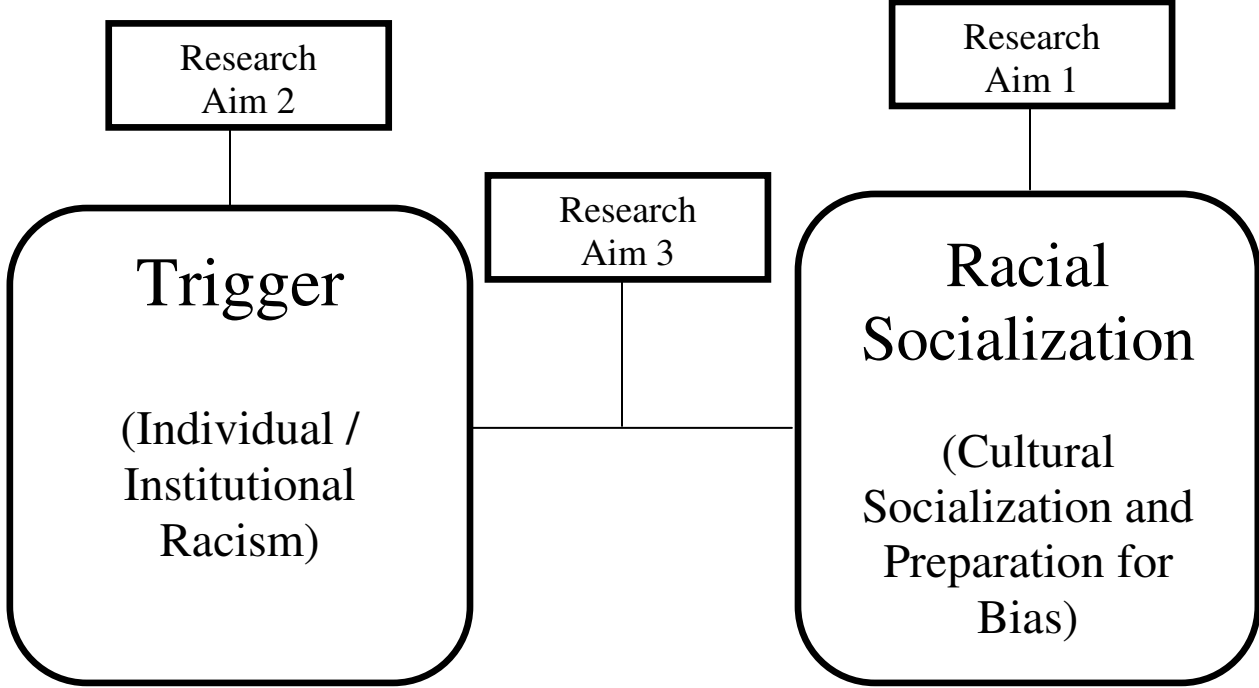 Research
Aim 2
Research
Aim 1
Research
Aim 3
Trigger
(Individual /
Institutional
Racism)
Racial
Socialization
(Cultural
Socialization and
Preparation for
Bias)